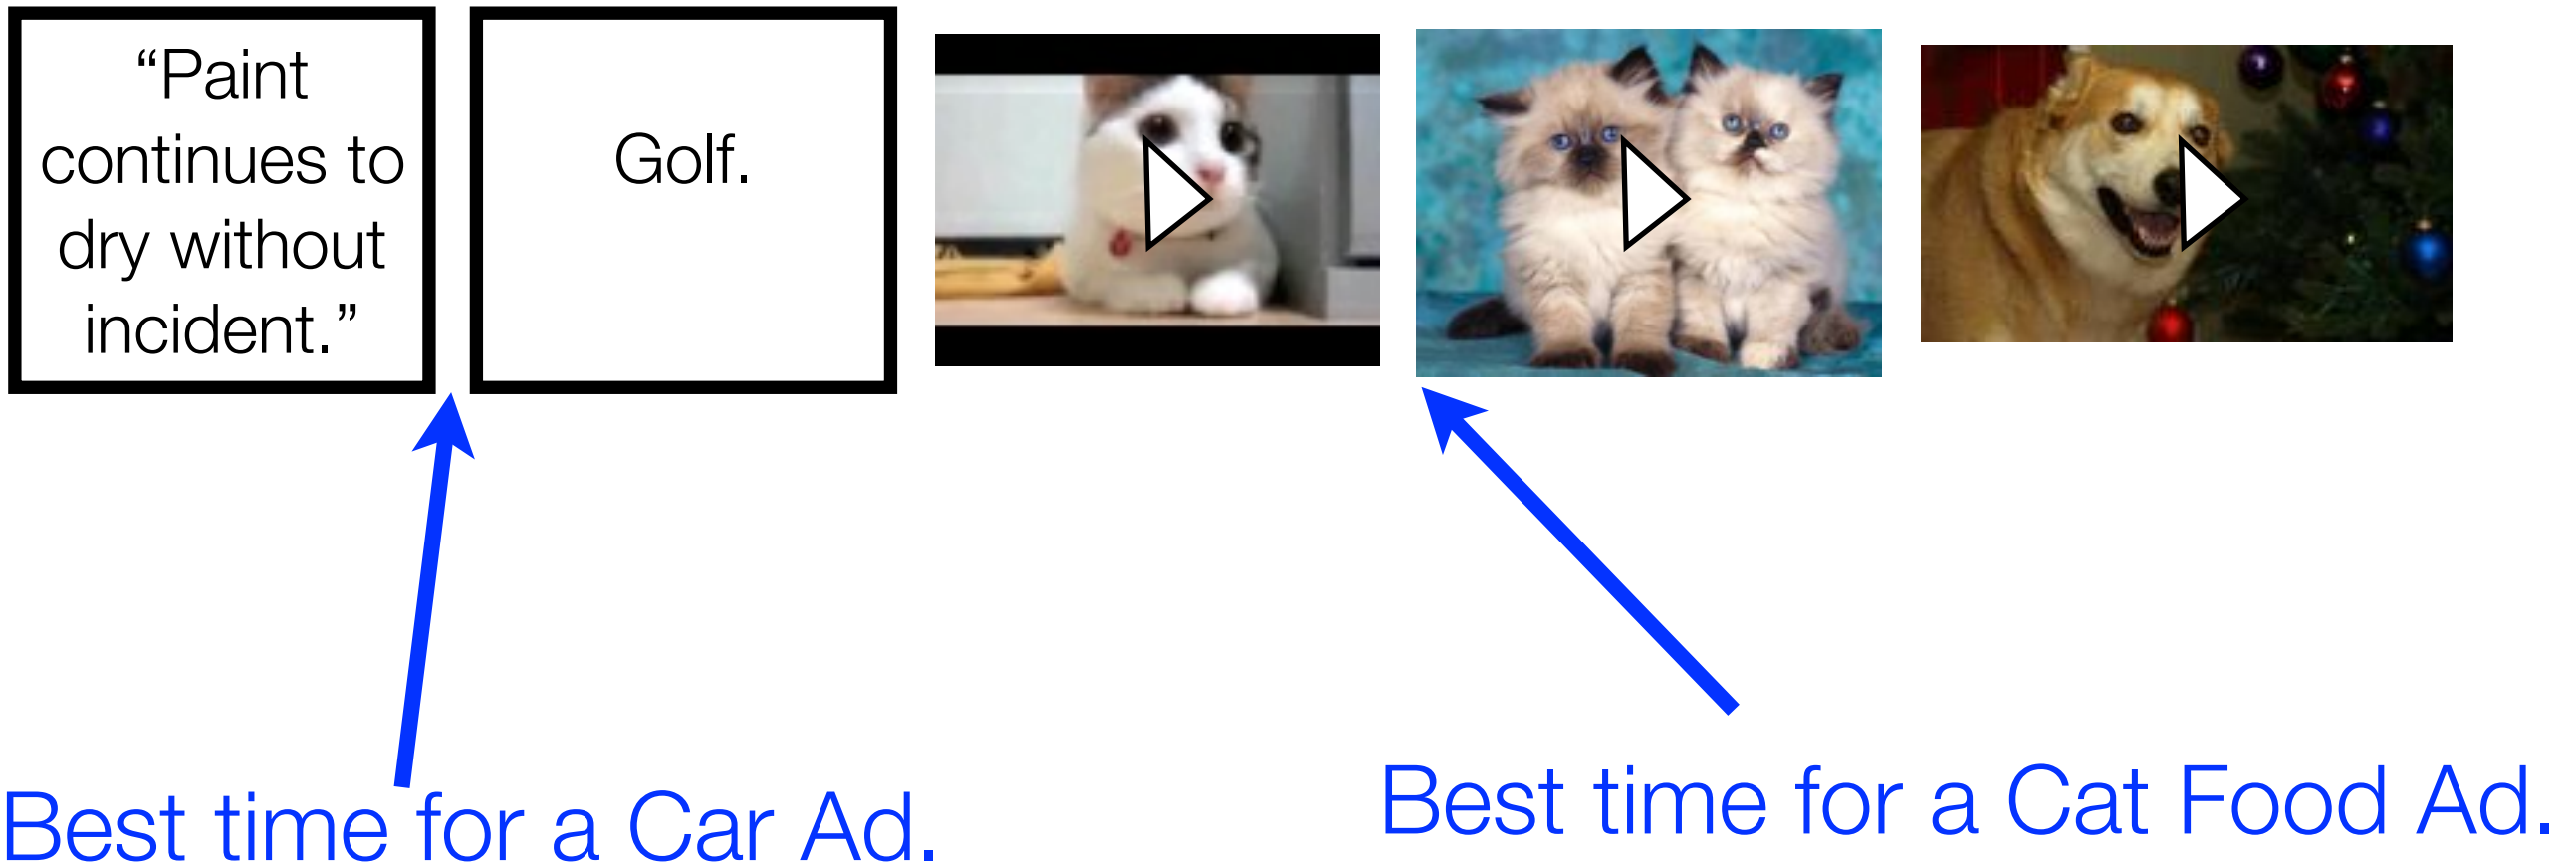 “Paint
continues to
dry without
incident.”
Golf.
Best time for a Car Ad.
Best time for a Cat Food Ad.